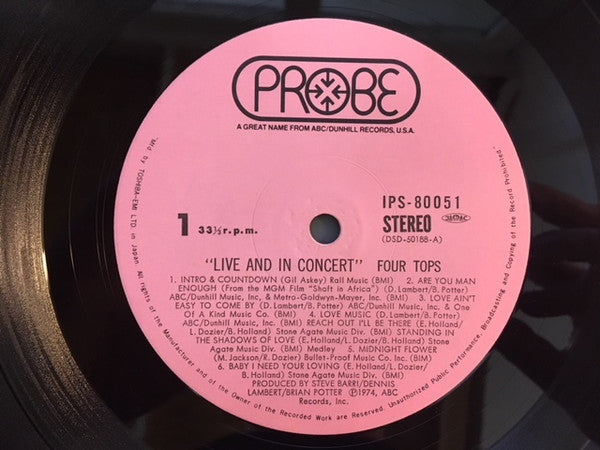 PROBE
A GREAT NAME FROM ABC/DUNHILL RECORDS, U.S.A.
IPS-80051
1 33⅓ r.p.m.
STEREO
(DSD-50188-A)
"LIVE AND IN CONCERT" FOUR TOPS
1. INTRO & COUNTDOWN (Gil Askey) Rall Music (BMI) 2. ARE YOU MAN
ENOUGH (From the MGM Film "Shaft in Africa") (D.Lambert/B.Potter)
ABC/Dunhill Music, Inc, & Metro-Goldwyn-Mayer, Inc. (BMI) 3. LOVE AIN'T
EASY TO COME BY (D.Lambert/B.Potter) ABC/Dunhill Music, Inc. & One
Of A Kind Music Co. (BMI) 4. LOVE MUSIC (D.Lambert/B.Potter)
ABC/Dunhill Music, Inc. (BMI) REACH OUT I'LL BE THERE (E.Holland/
L.Dozier/B.Holland) Stone Agate Music Div. (BMI) STANDING IN
THE SHADOWS OF LOVE (E.Holland/L.Dozier/B.Holland) Stone
Agate Music Div. (BMI) Medley 5. MIDNIGHT FLOWER
(M.Jackson/R.Dozier) Bullet-Proof Music Co. Inc. (BIM)
6. BABY I NEED YOUR LOVING (E.Holland/L.Dozier/
B.Holland) Stone Agate Music Div. (BMI)
PRODUCED BY STEVE BARRI/DENNIS
LAMBERT/BRIAN POTTER ℗1974, ABC
Records, Inc.
Mfd by TOSHIBA-EMI LTD. in Japan. All rights of the Manufacturer and of the Owner of the Recorded Work are reserved. Unauthorized Public Performance, Broadcasting and Copying of the Record Prohibited.